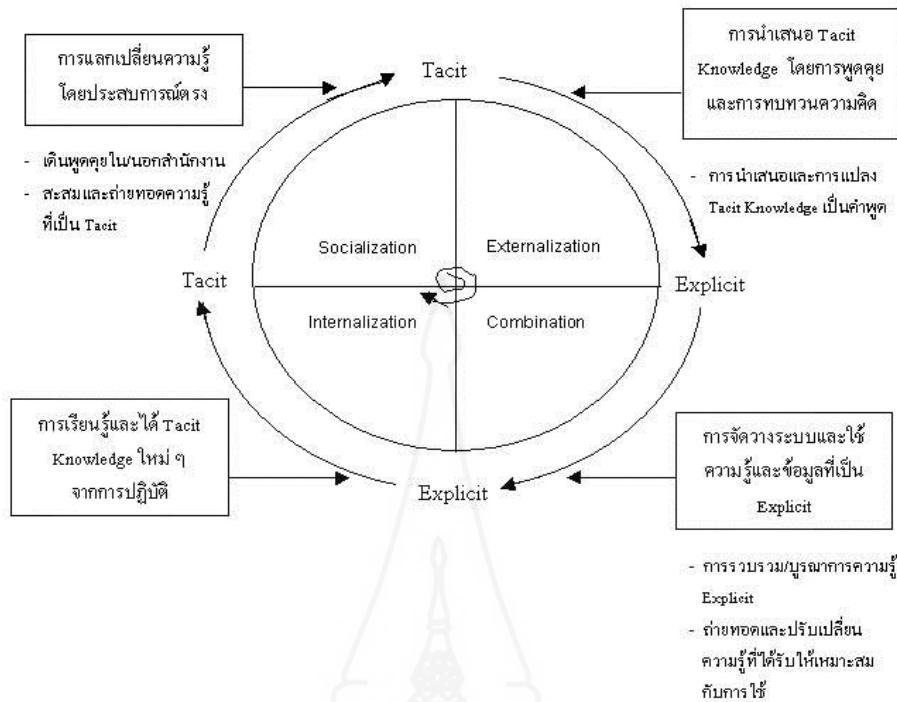 การแลกเปลี่ยนความรู้
โดยประสบการณ์ตรง
- เดินพูดคุยใน/นอกสำนักงาน
- สะสมและถ่ายทอดความรู้
ที่เป็น Tacit
Tacit
การนำเสนอ Tacit
Knowledge โดยการพูดคุย
และการทบทวนความคิด
- การนำเสนอและการแปลง
Tacit Knowledge เป็นคำพูด
Socialization
Externalization
Tacit
Explicit
Internalization
Combination
การเรียนรู้และได้ Tacit
Knowledge ใหม่ ๆ
จากการปฏิบัติ
Explicit
การจัดวางระบบและใช้
ความรู้และข้อมูลที่เป็น
Explicit
- การรวบรวม/บูรณาการความรู้
Explicit
- ถ่ายทอดและปรับเปลี่ยน
ความรู้ที่ได้รับให้เหมาะสม
กับการใช้